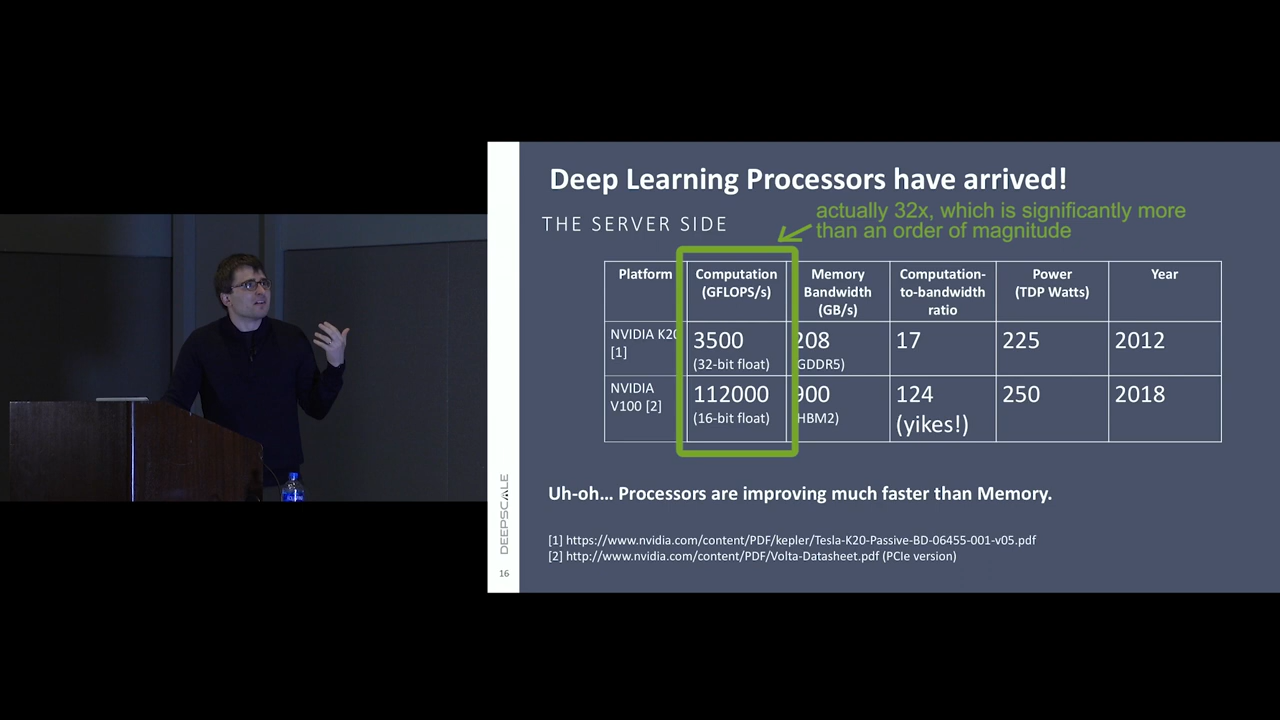 Deep Learning Processors have arrived!
THE SERVER SIDE
actually 32x, which is significantly more
than an order of magnitude
Platform
Computation
(GFLOPS/s)
Memory
Bandwidth
(GB/s)
Computation-
to-bandwidth
ratio
Power
(TDP Watts)
Year
NVIDIA K20
[1]
3500
(32-bit float)
208
(GDDR5)
17
225
2012
NVIDIA
V100 [2]
112000
(16-bit float)
900
(HBM2)
124
(yikes!)
250
2018
Uh-oh... Processors are improving much faster than Memory.
[1] https://www.nvidia.com/content/PDF/kepler/Tesla-K20-Passive-BD-06455-001-v05.pdf
[2] http://www.nvidia.com/content/PDF/Volta-Datasheet.pdf (PCIe version)
DEEPSCALE
16